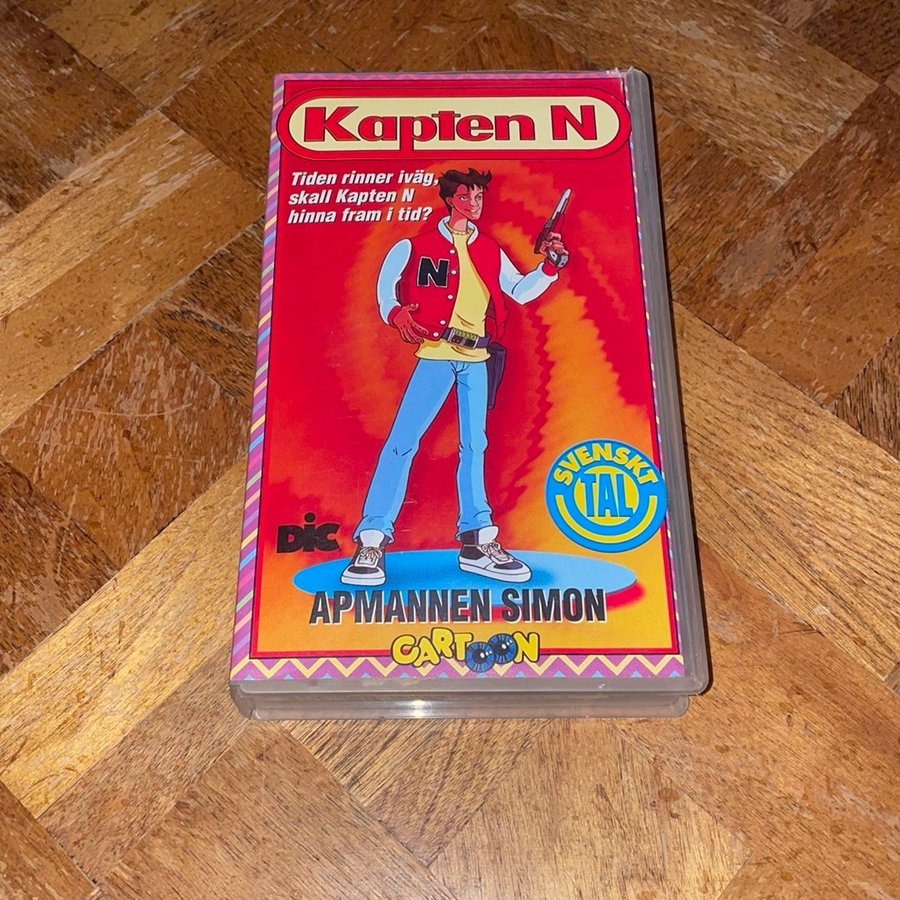 Kapten N
Tiden rinner iväg,
skall Kapten N
hinna fram i tid?
N
SVENSKT
TAL
DiC
APMANNEN SIMON
CARTOON